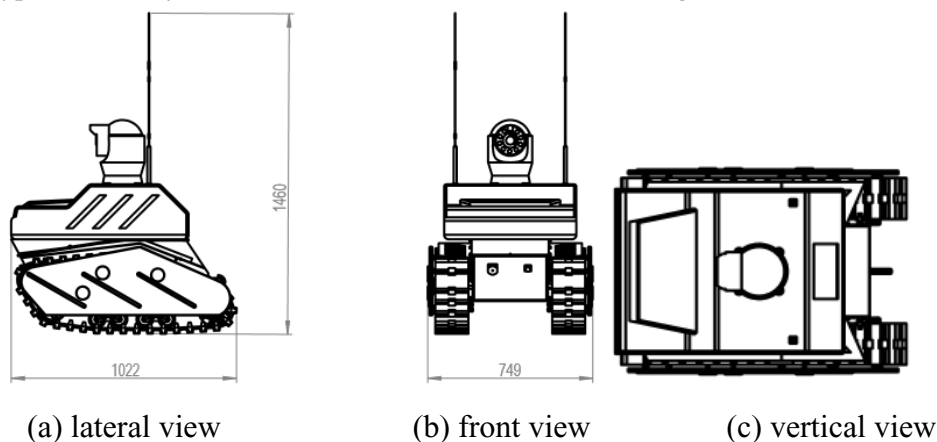 1460
1022
749
(a) lateral view
(b) front view
(c) vertical view